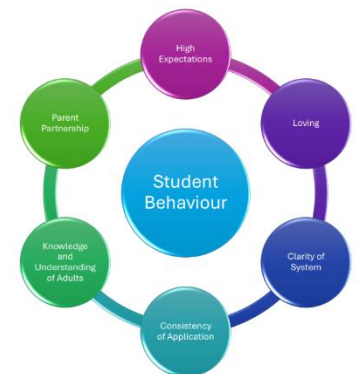 High
Expectations
Loving
Clarity of
System
Consistency
of Application
Knowledge
and
Understanding
of Adults
Parent
Partnership
Student
Behaviour